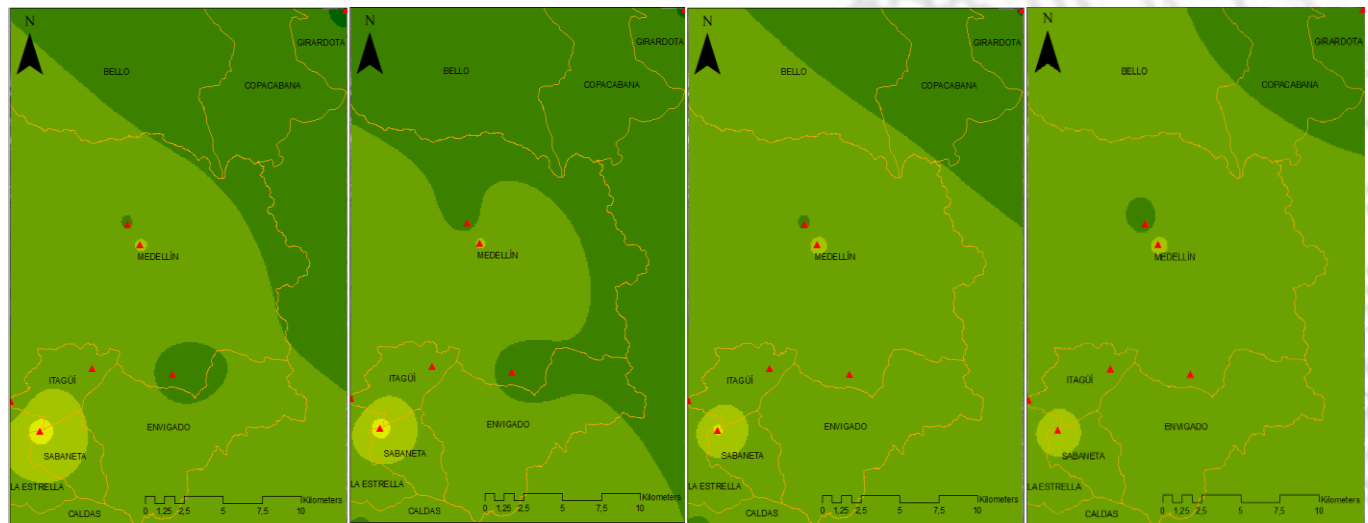 N
GIRARDOTA
BELLO
COPACABANA
MEDELLÍN
ITAGÜÍ
ENVIGADO
SABANETA
LA ESTRELLA
CALDAS
Kilometers
0 1,25 2,5 5 7,5 10
N
GIRARDOTA
BELLO
COPACABANA
MEDELLÍN
ITAGÜÍ
ENVIGADO
SABANETA
LA ESTRELLA
CALDAS
Kilometers
0 1,25 2,5 5 7,5 10
N
GIRARDOTA
BELLO
COPACABANA
MEDELLÍN
ITAGÜÍ
ENVIGADO
SABANETA
LA ESTRELLA
CALDAS
Kilometers
0 1,25 2,5 5 7,5 10
N
GIRARDOTA
BELLO
COPACABANA
MEDELLÍN
ITAGÜÍ
ENVIGADO
SABANETA
LA ESTRELLA
CALDAS
Kilometers
0 1,25 2,5 5 7,5 10